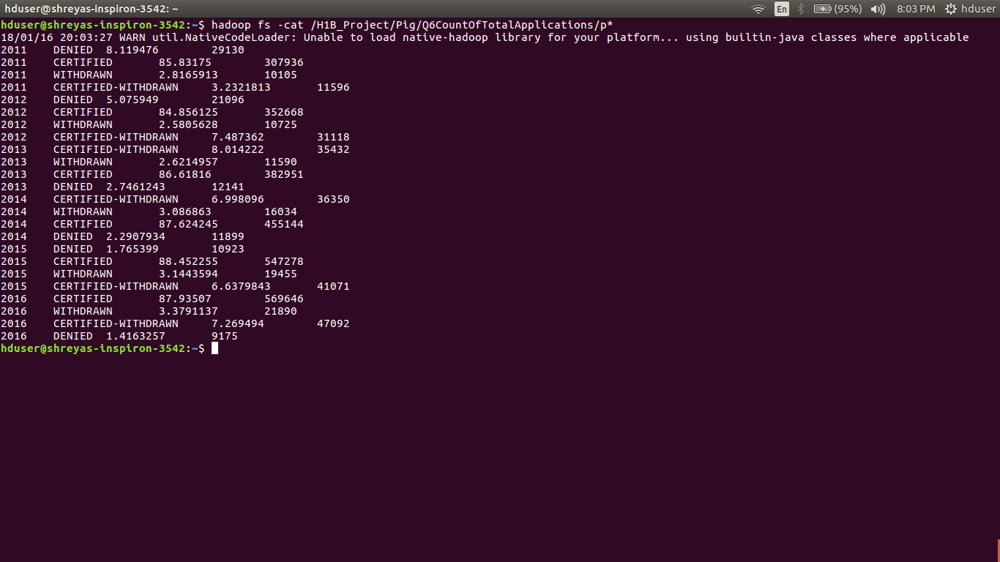 hduser@shreyas-inspiron-3542: ~ En (95%) 8:03 PM hduser
hduser@shreyas-inspiron-3542:~$ hadoop fs -cat /H1B_Project/Pig/Q6CountOfTotalApplications/p*
18/01/16 20:03:27 WARN util.NativeCodeLoader: Unable to load native-hadoop library for your platform... using builtin-java classes where applicable
2011 DENIED 8.119476 29130
2011 CERTIFIED 85.83175 307936
2011 WITHDRAWN 2.8165913 10105
2011 CERTIFIED-WITHDRAWN 3.2321813 11596
2012 DENIED 5.075949 21096
2012 CERTIFIED 84.856125 352668
2012 WITHDRAWN 2.5805628 10725
2012 CERTIFIED-WITHDRAWN 7.487362 31118
2013 CERTIFIED-WITHDRAWN 8.014222 35432
2013 WITHDRAWN 2.6214957 11590
2013 CERTIFIED 86.61816 382951
2013 DENIED 2.7461243 12141
2014 CERTIFIED-WITHDRAWN 6.998096 36350
2014 WITHDRAWN 3.086863 16034
2014 CERTIFIED 87.624245 455144
2014 DENIED 2.2907934 11899
2015 DENIED 1.765399 10923
2015 CERTIFIED 88.452255 547278
2015 WITHDRAWN 3.1443594 19455
2015 CERTIFIED-WITHDRAWN 6.6379843 41071
2016 CERTIFIED 87.93507 569646
2016 WITHDRAWN 3.3791137 21890
2016 CERTIFIED-WITHDRAWN 7.269494 47092
2016 DENIED 1.4163257 9175
hduser@shreyas-inspiron-3542:~$